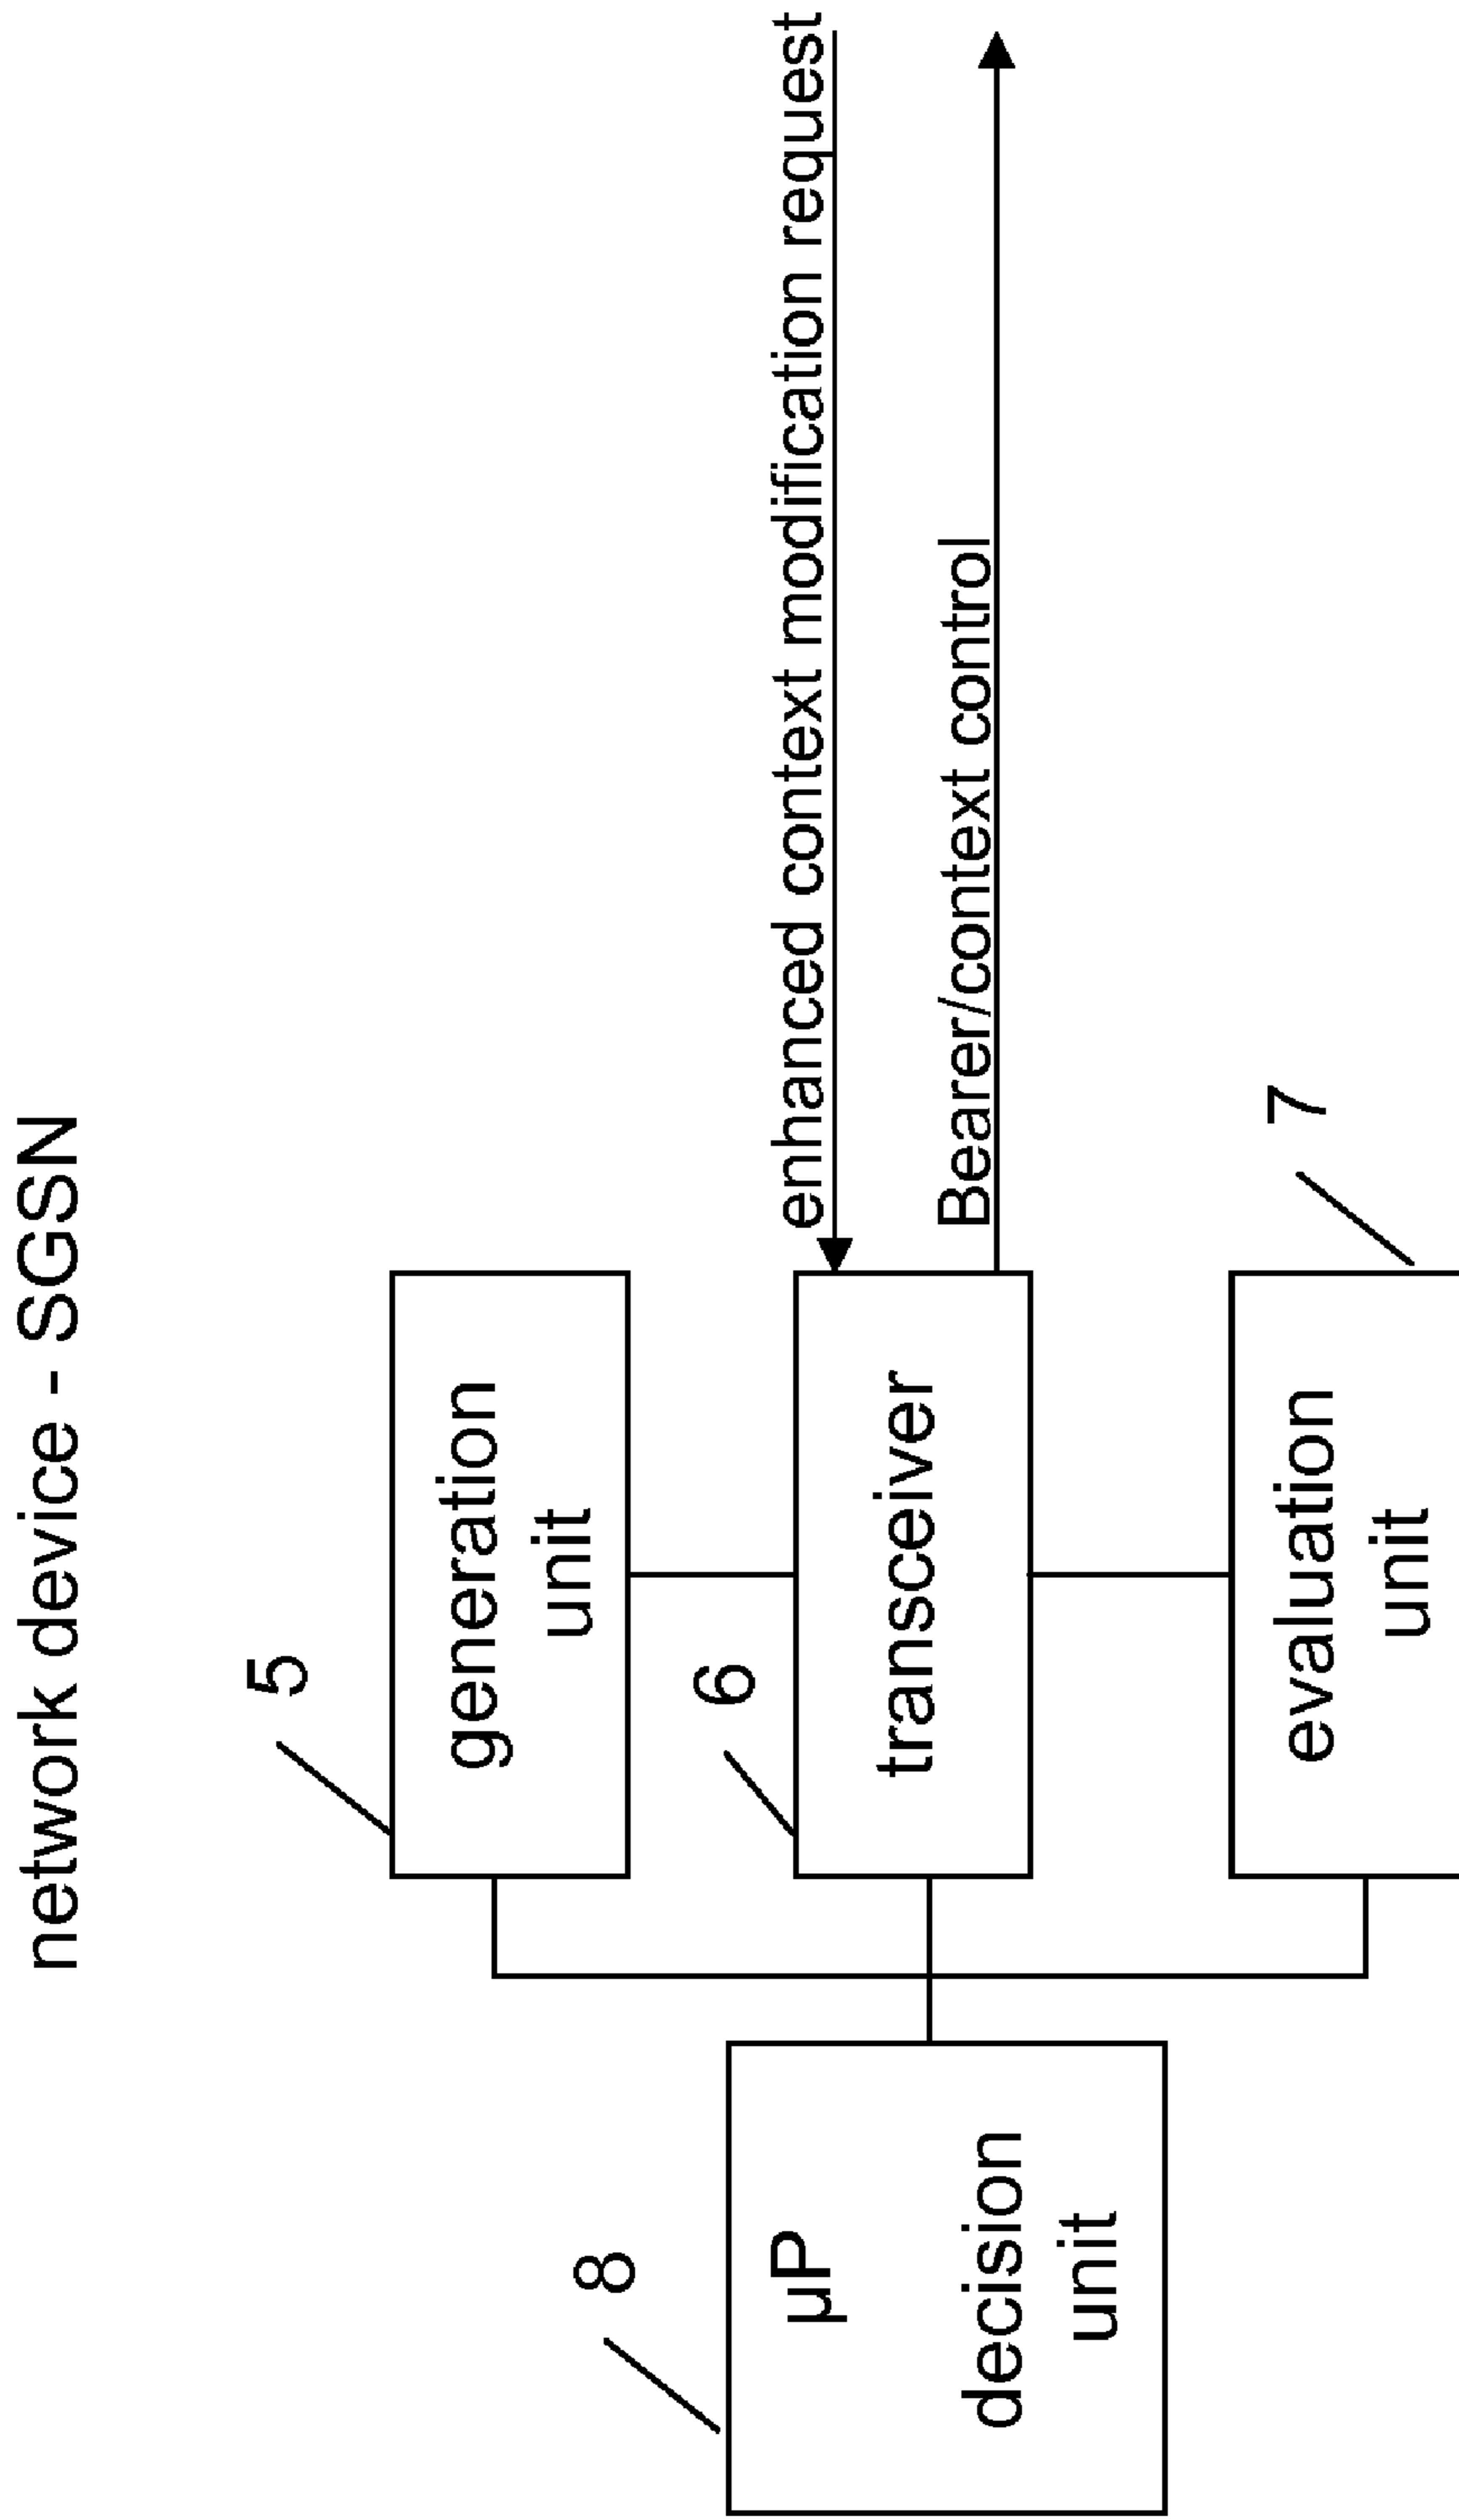 network device - SGSN
5
generation
unit
6
transceiver
enhanced context modification request
Bearer/context control
7
evaluation
unit
8
µP
decision
unit